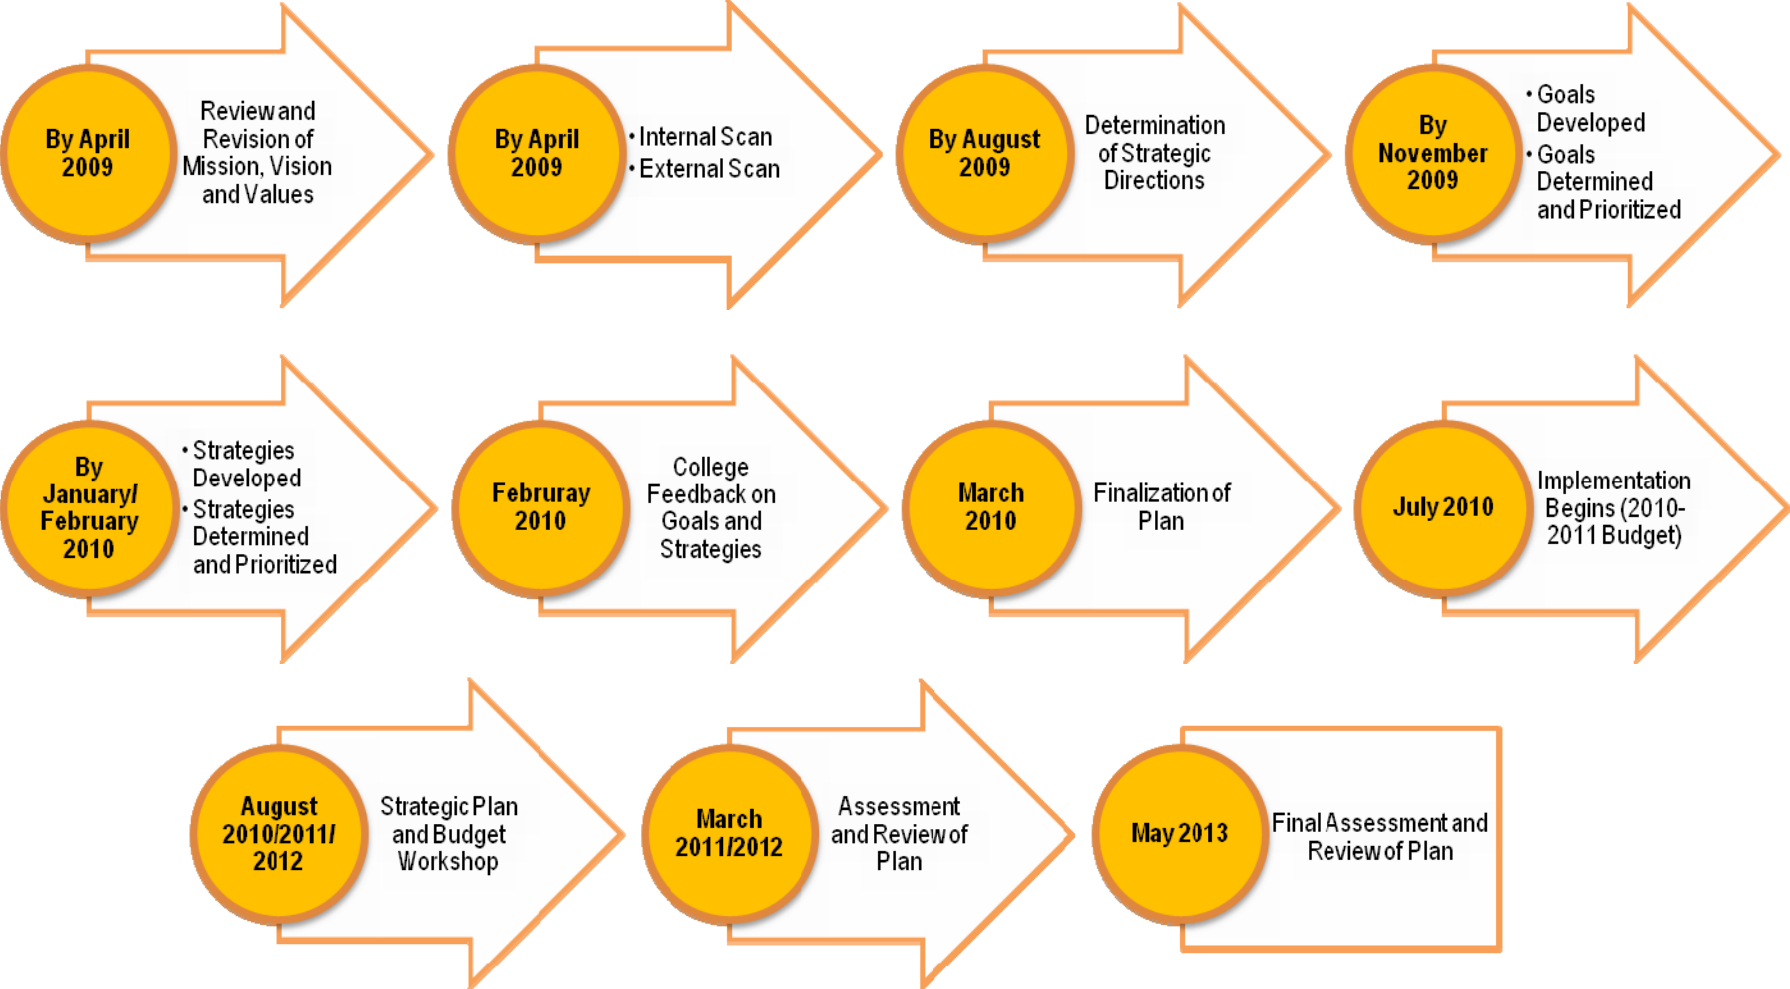 By April
2009
Review and
Revision of
Mission, Vision
and Values
By April
2009
• Internal Scan
• External Scan
By August
2009
Determination
of Strategic
Directions
By
November
2009
• Goals
Developed
• Goals
Determined
and Prioritized
By
January/
February
2010
• Strategies
Developed
• Strategies
Determined
and Prioritized
Februray
2010
College
Feedback on
Goals and
Strategies
March
2010
Finalization of
Plan
July 2010
Implementation
Begins (2010-
2011 Budget)
August
2010/2011/
2012
Strategic Plan
and Budget
Workshop
March
2011/2012
Assessment
and Review of
Plan
May 2013
Final Assessment and
Review of Plan